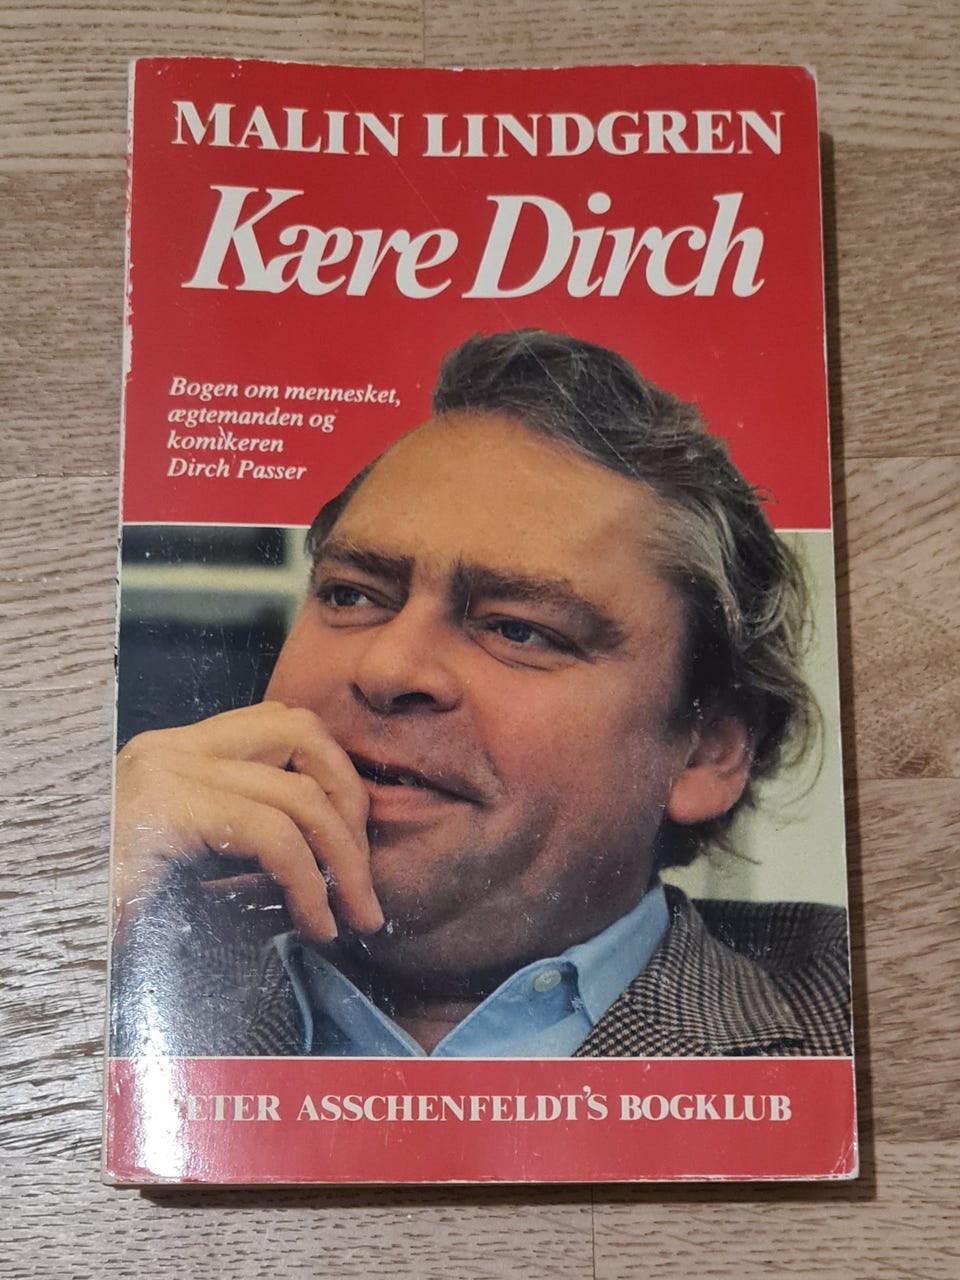 MALIN LINDGREN
Kære Dirch
Bogen om mennesket,
ægtemanden og
komikeren
Dirch Passer
ETER ASSCHENFELDT'S BOGKLUB